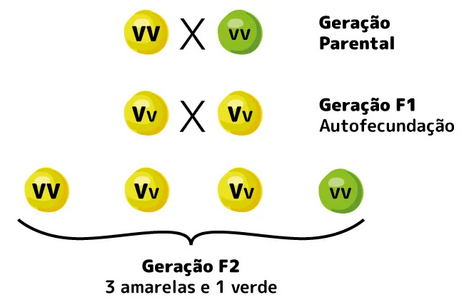 VV X vv Geração
Parental
Vv X Vv Geração F1
Autofecundação
VV Vv Vv vv
Geração F2
3 amarelas e 1 verde